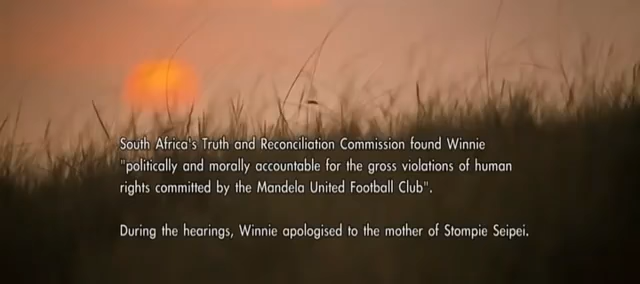 South Africa's Truth and Reconciliation Commission found Winnie
"politically and morally accountable for the gross violations of human
rights committed by the Mandela United Football Club".
During the hearings, Winnie apologised to the mother of Stompie Seipei.